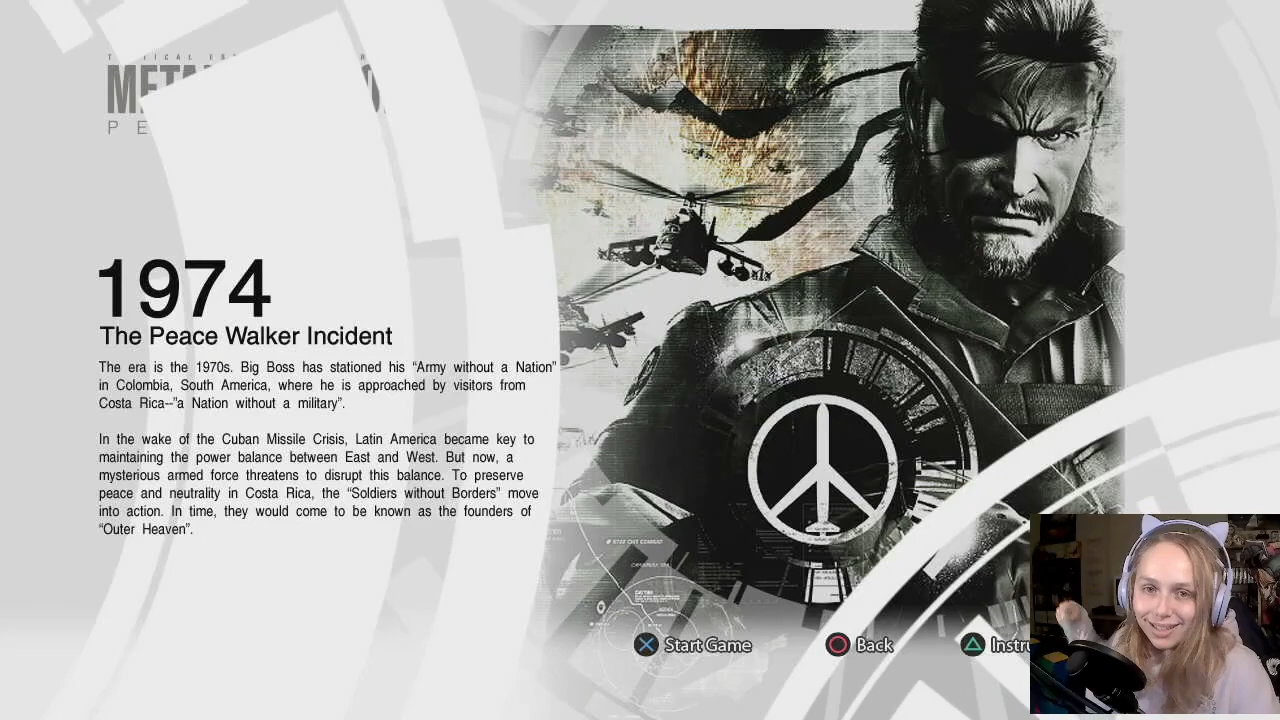 META
PE
1974
The Peace Walker Incident
The era is the 1970s. Big Boss has stationed his “Army without a Nation”
in Colombia, South America, where he is approached by visitors from
Costa Rica--"a Nation without a military”.
In the wake of the Cuban Missile Crisis, Latin America became key to
maintaining the power balance between East and West. But now, a
mysterious armed force threatens to disrupt this balance. To preserve
peace and neutrality in Costa Rica, the “Soldiers without Borders” move
into action. In time, they would come to be known as the founders of
“Outer Heaven”.
Start Game Back Instru